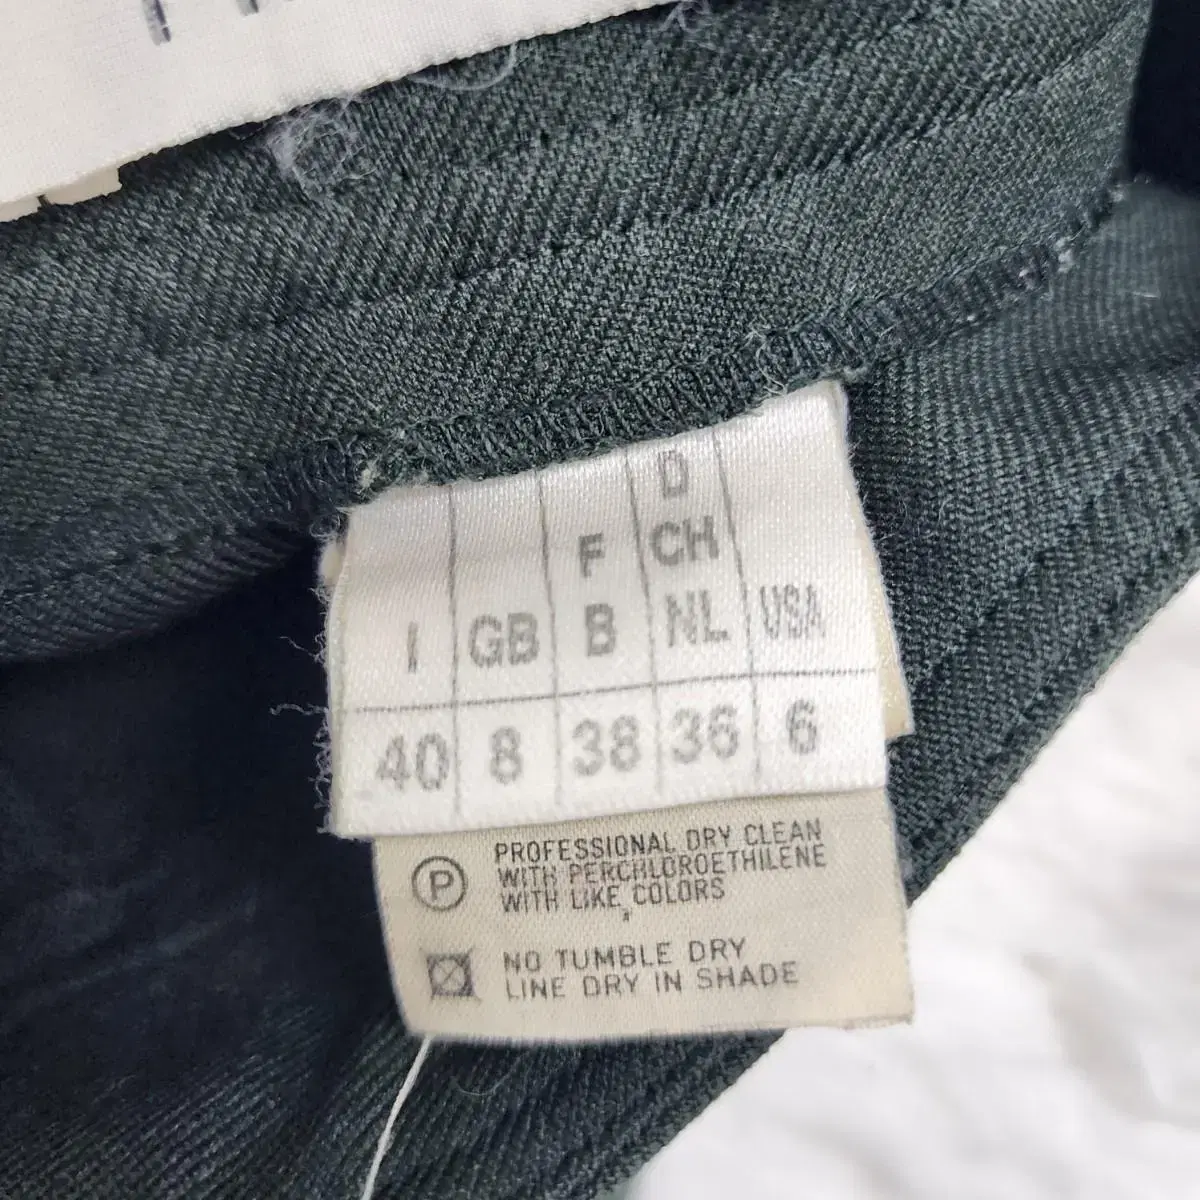 D
F CH
I GB B NL USA
40 8 38 36 6
P PROFESSIONAL DRY CLEAN
WITH PERCHLOROETHILENE
WITH LIKE COLORS
NO TUMBLE DRY
LINE DRY IN SHADE